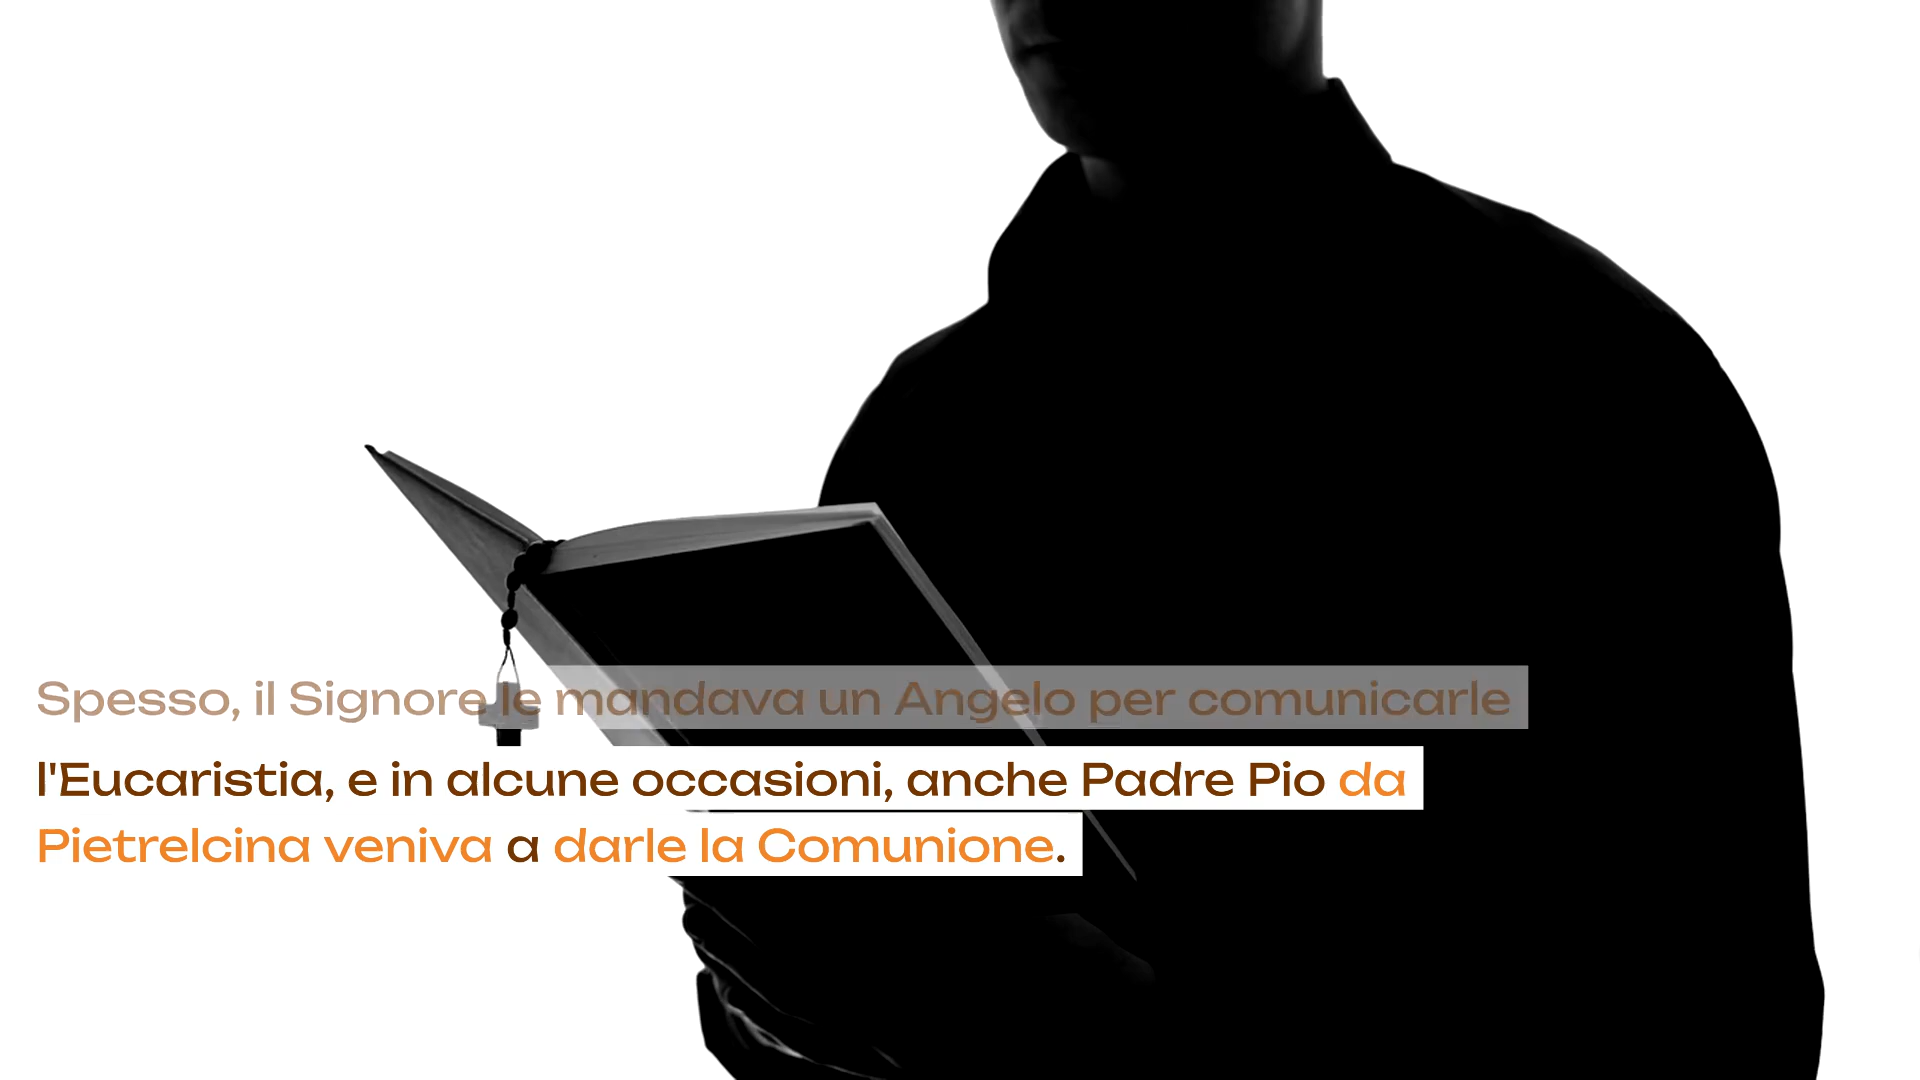 Spesso, il Signore le mandava un Angelo per comunicarle
l'Eucaristia, e in alcune occasioni, anche Padre Pio da
Pietrelcina veniva a darle la Comunione.